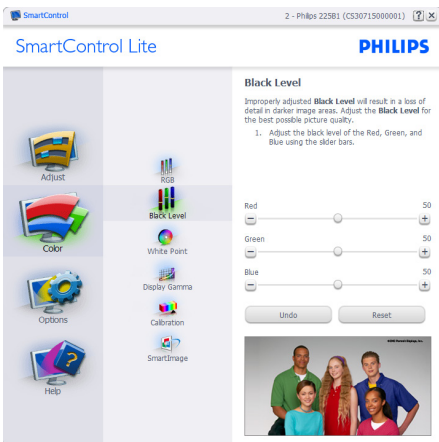 SmartControl
2 - Philips 225B1 (CS30715000001)
SmartControl Lite
PHILIPS
Adjust
Color
Options
Help
RGB
Black Level
White Point
Display Gamma
Calibration
SmartImage
Black Level
Improperly adjusted Black Level will result in a loss of
detail in darker image areas. Adjust the Black Level for
the best possible picture quality.
1. Adjust the black level of the Red, Green, and
Blue using the slider bars.
Red 50
Green 50
Blue 50
Undo Reset